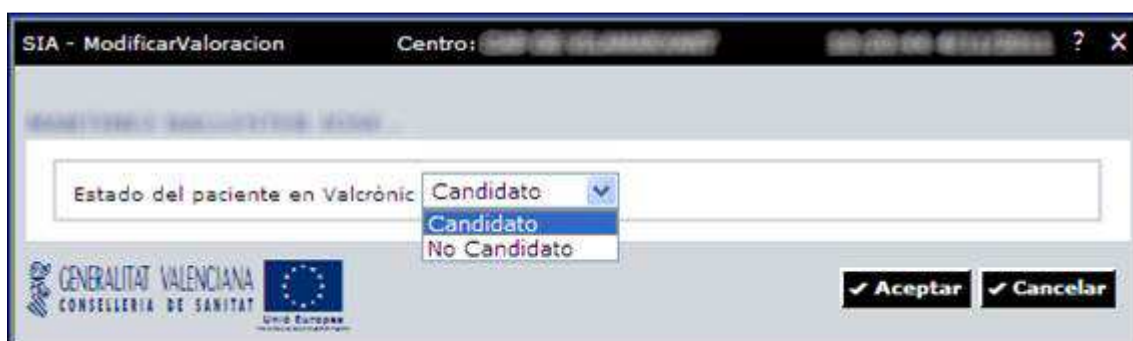 SIA - ModificarValoracion Centro: ? X
Estado del paciente en Valcrònic Candidato
Candidato
No Candidato
GENERALITAT VALENCIANA
CONSELLERIA DE SANITAT
Unió Europea
Aceptar Cancelar